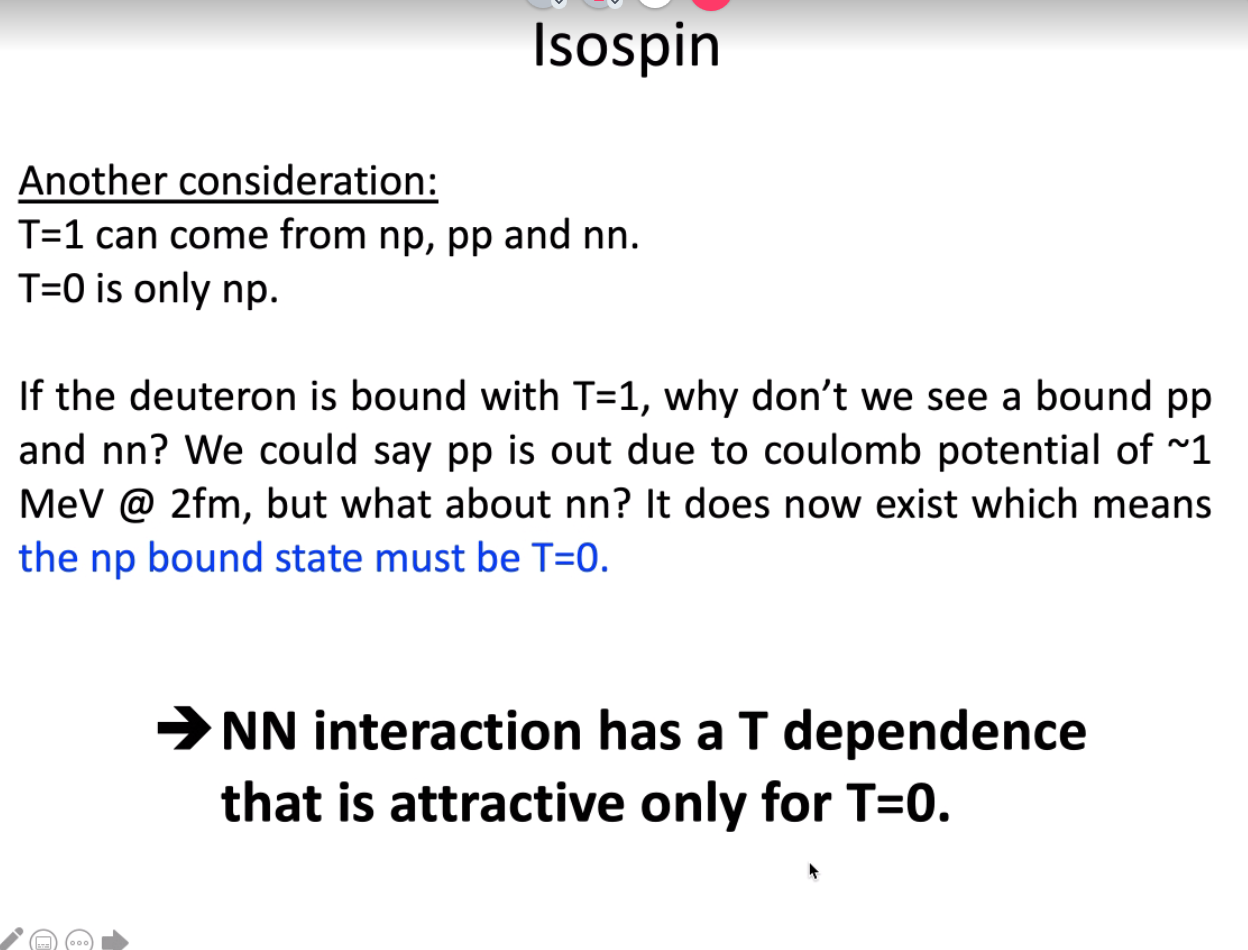 Isospin
Another consideration:
T=1 can come from np, pp and nn.
T=0 is only np.
If the deuteron is bound with T=1, why don’t we see a bound pp
and nn? We could say pp is out due to coulomb potential of ~1
MeV @ 2fm, but what about nn? It does now exist which means
the np bound state must be T=0.
➔ NN interaction has a T dependence
that is attractive only for T=0.